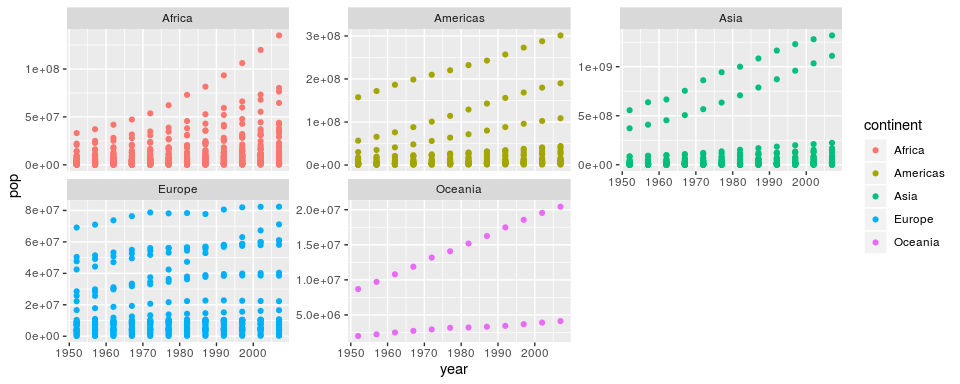 Africa
Americas
Asia
1e+08
5e+07
0e+00
3e+08
2e+08
1e+08
0e+00
1e+09
5e+08
0e+00
1950 1960 1970 1980 1990 2000
continent
Africa
Americas
Asia
Europe
Oceania
pop
Europe
Oceania
8e+07
6e+07
4e+07
2e+07
0e+00
2.0e+07
1.5e+07
1.0e+07
5.0e+06
1950 1960 1970 1980 1990 2000
1950 1960 1970 1980 1990 2000
year